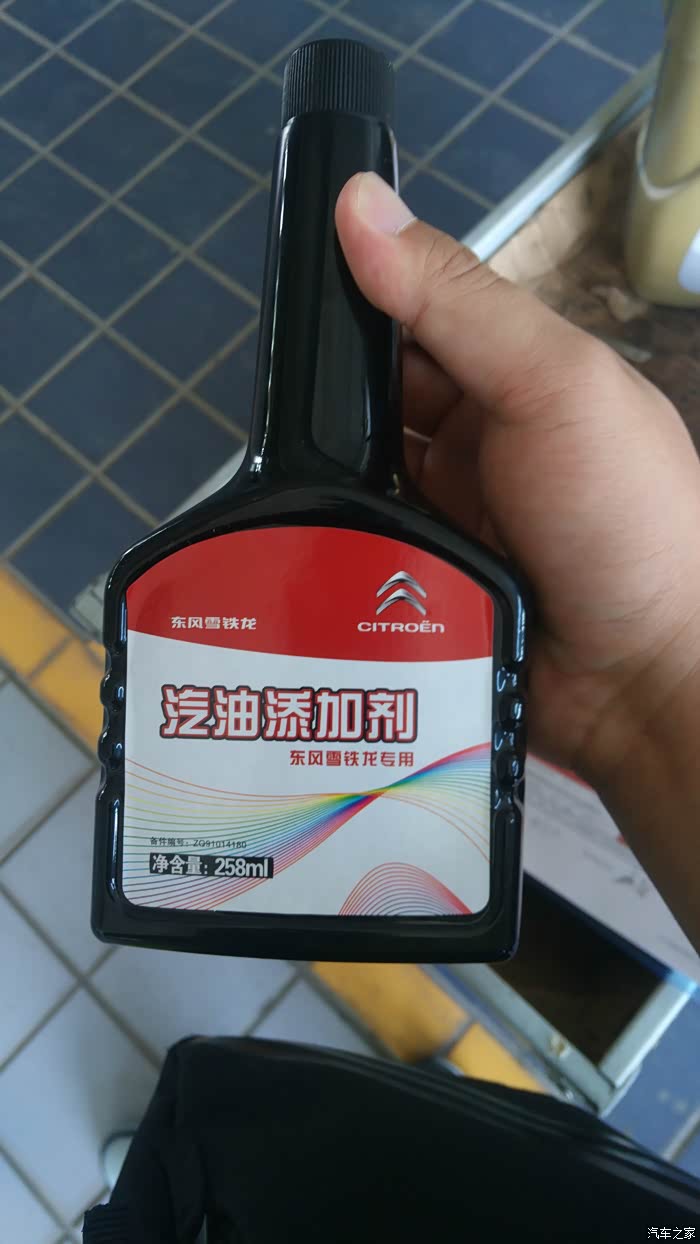 东风雪铁龙
CITROËN
汽油添加剂
东风雪铁龙专用
备件编号：ZQ91014180
净含量：258ml
汽车之家